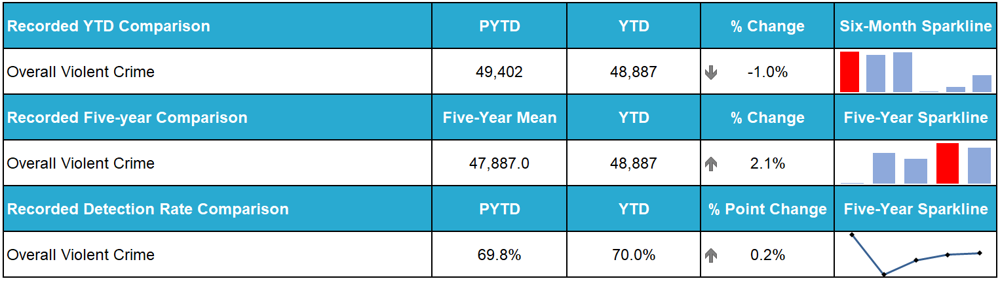 Recorded YTD Comparison PYTD YTD % Change Six-Month Sparkline
Overall Violent Crime 49,402 48,887 -1.0%
Recorded Five-year Comparison Five-Year Mean YTD % Change Five-Year Sparkline
Overall Violent Crime 47,887.0 48,887 2.1%
Recorded Detection Rate Comparison PYTD YTD % Point Change Five-Year Sparkline
Overall Violent Crime 69.8% 70.0% 0.2%